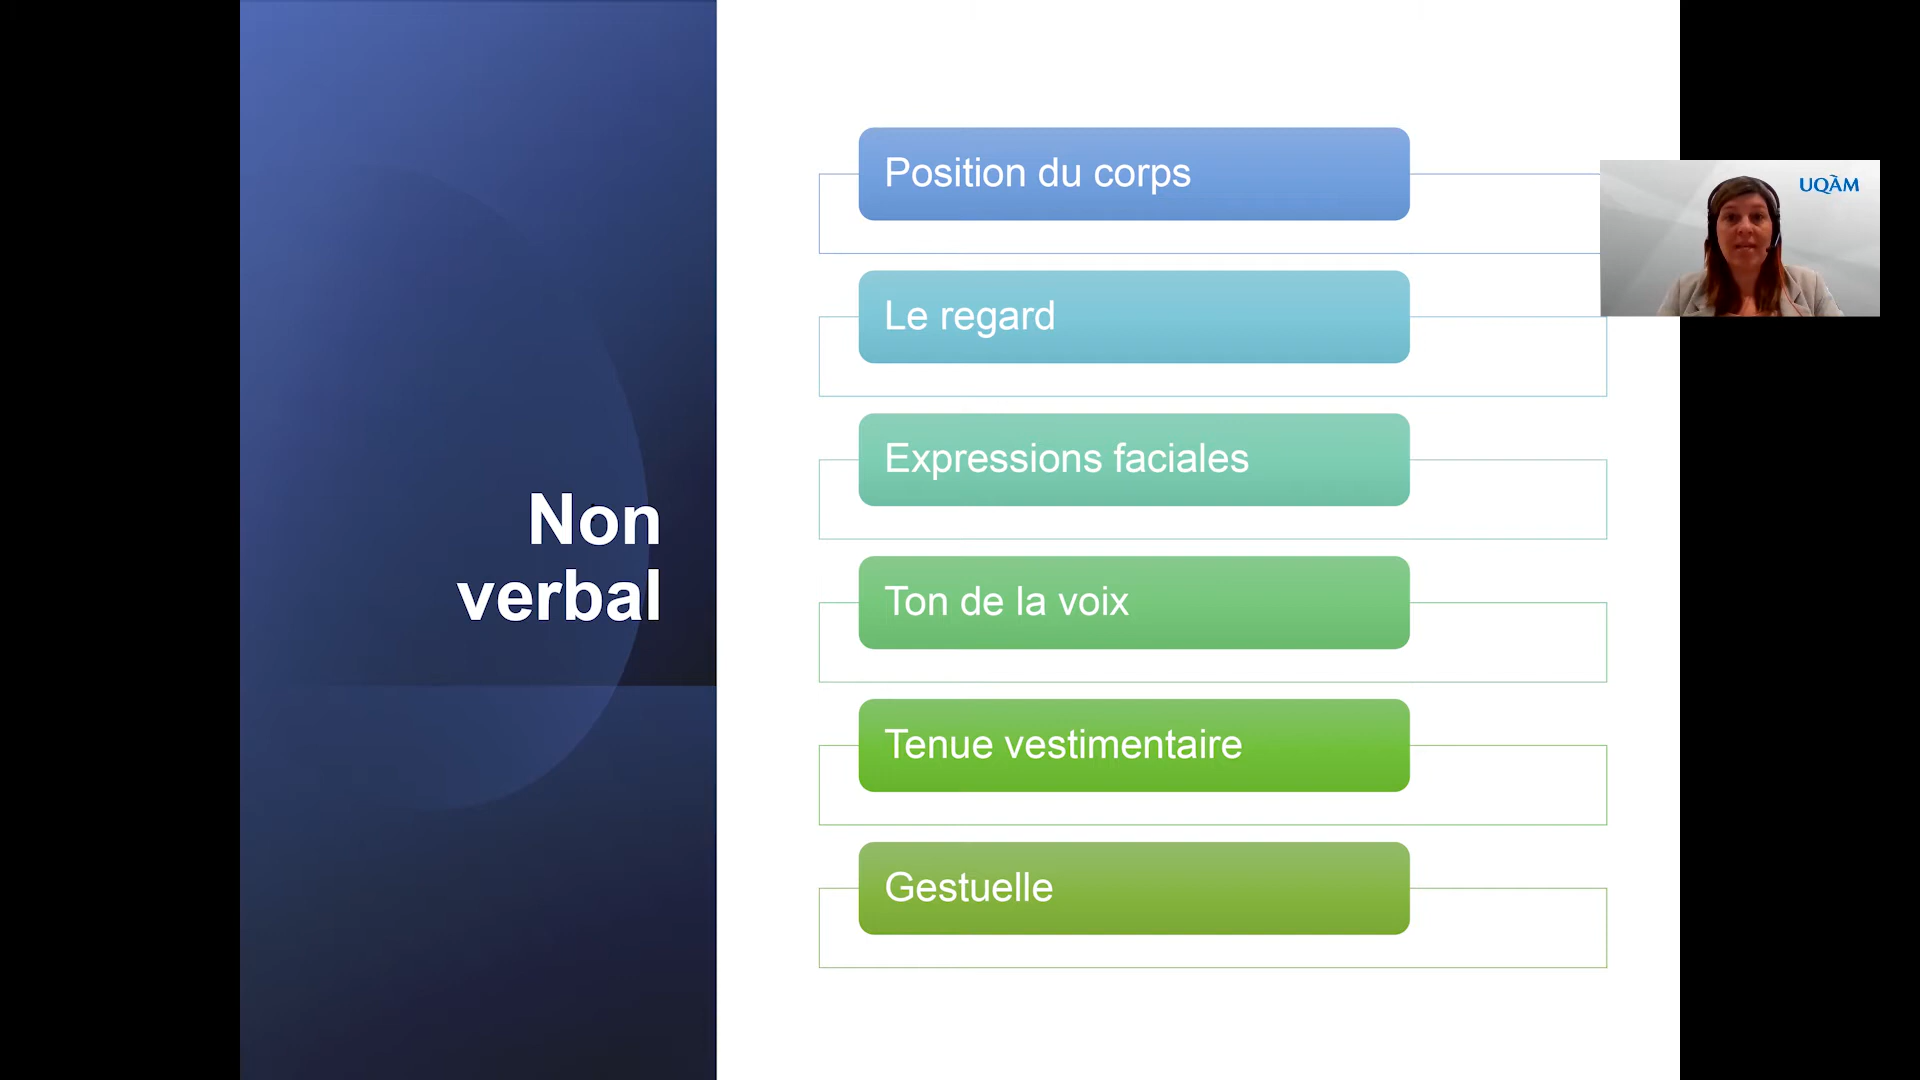 Non
verbal
Position du corps
Le regard
Expressions faciales
Ton de la voix
Tenue vestimentaire
Gestuelle
UQÀM